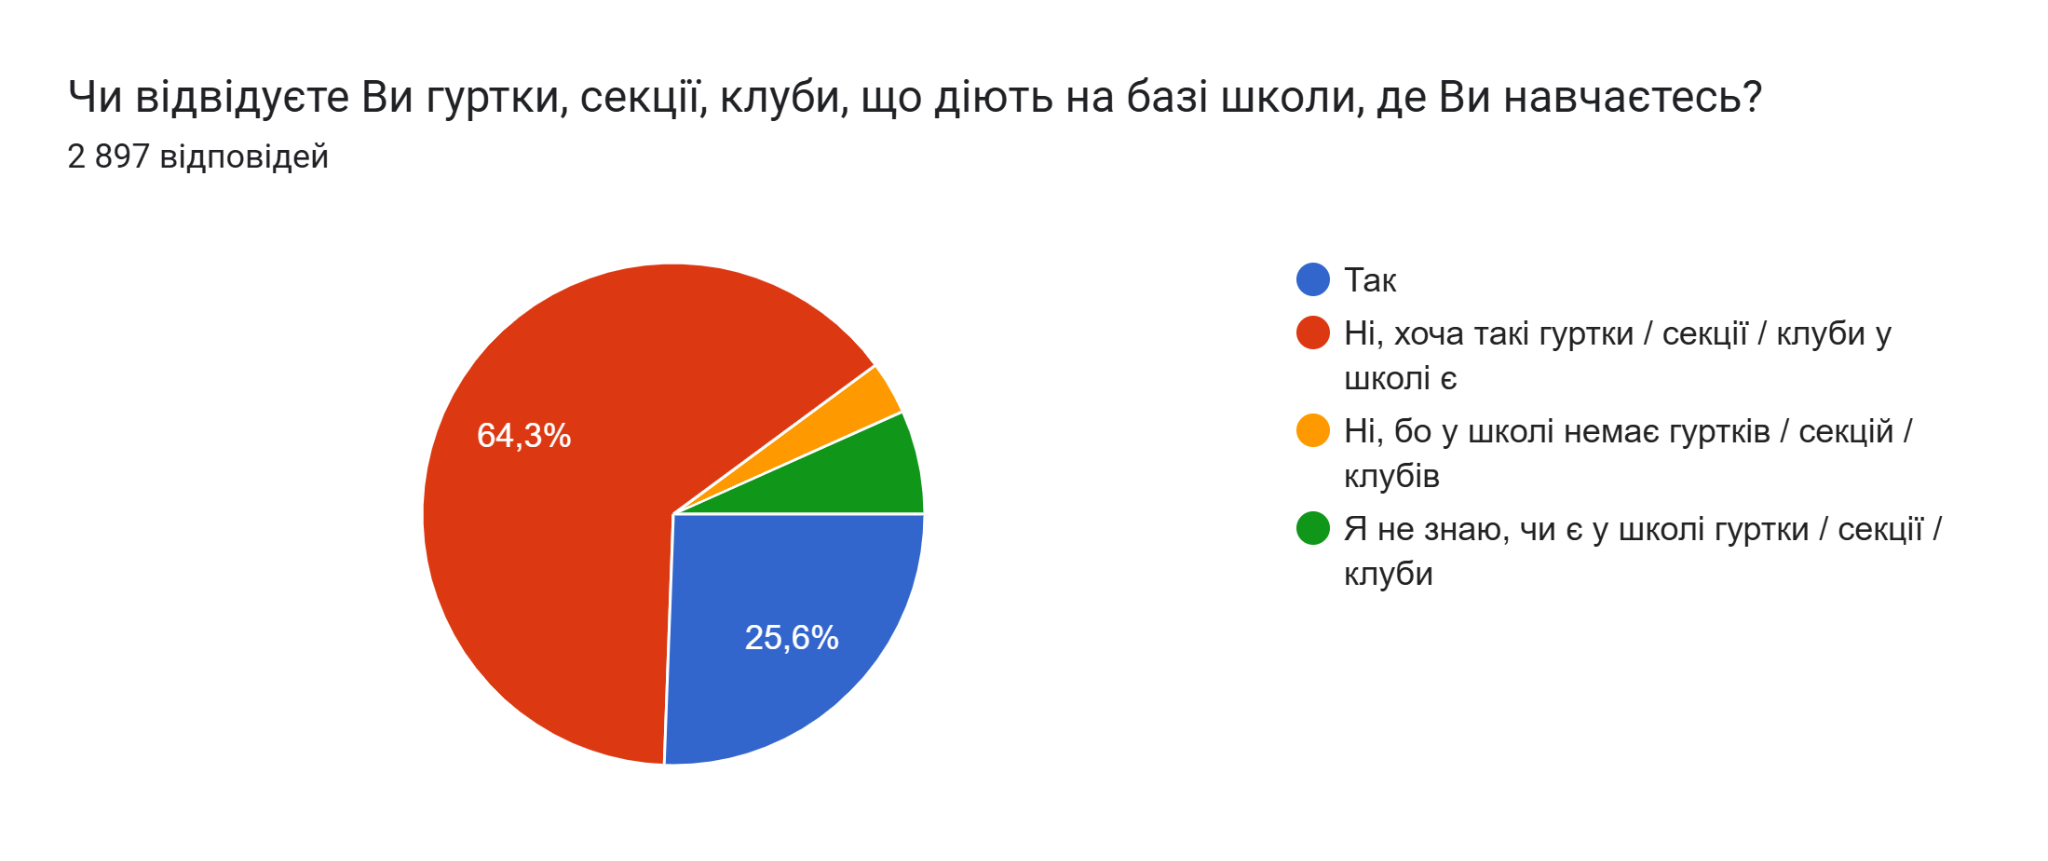 Чи відвідуєте Ви гуртки, секції, клуби, що діють на базі школи, де Ви навчаєтесь?
2 897 відповідей
64,3%
25,6%
Так
Ні, хоча такі гуртки / секції / клуби у
школі є
Ні, бо у школі немає гуртків / секцій /
клубів
Я не знаю, чи є у школі гуртки / секції /
клуби